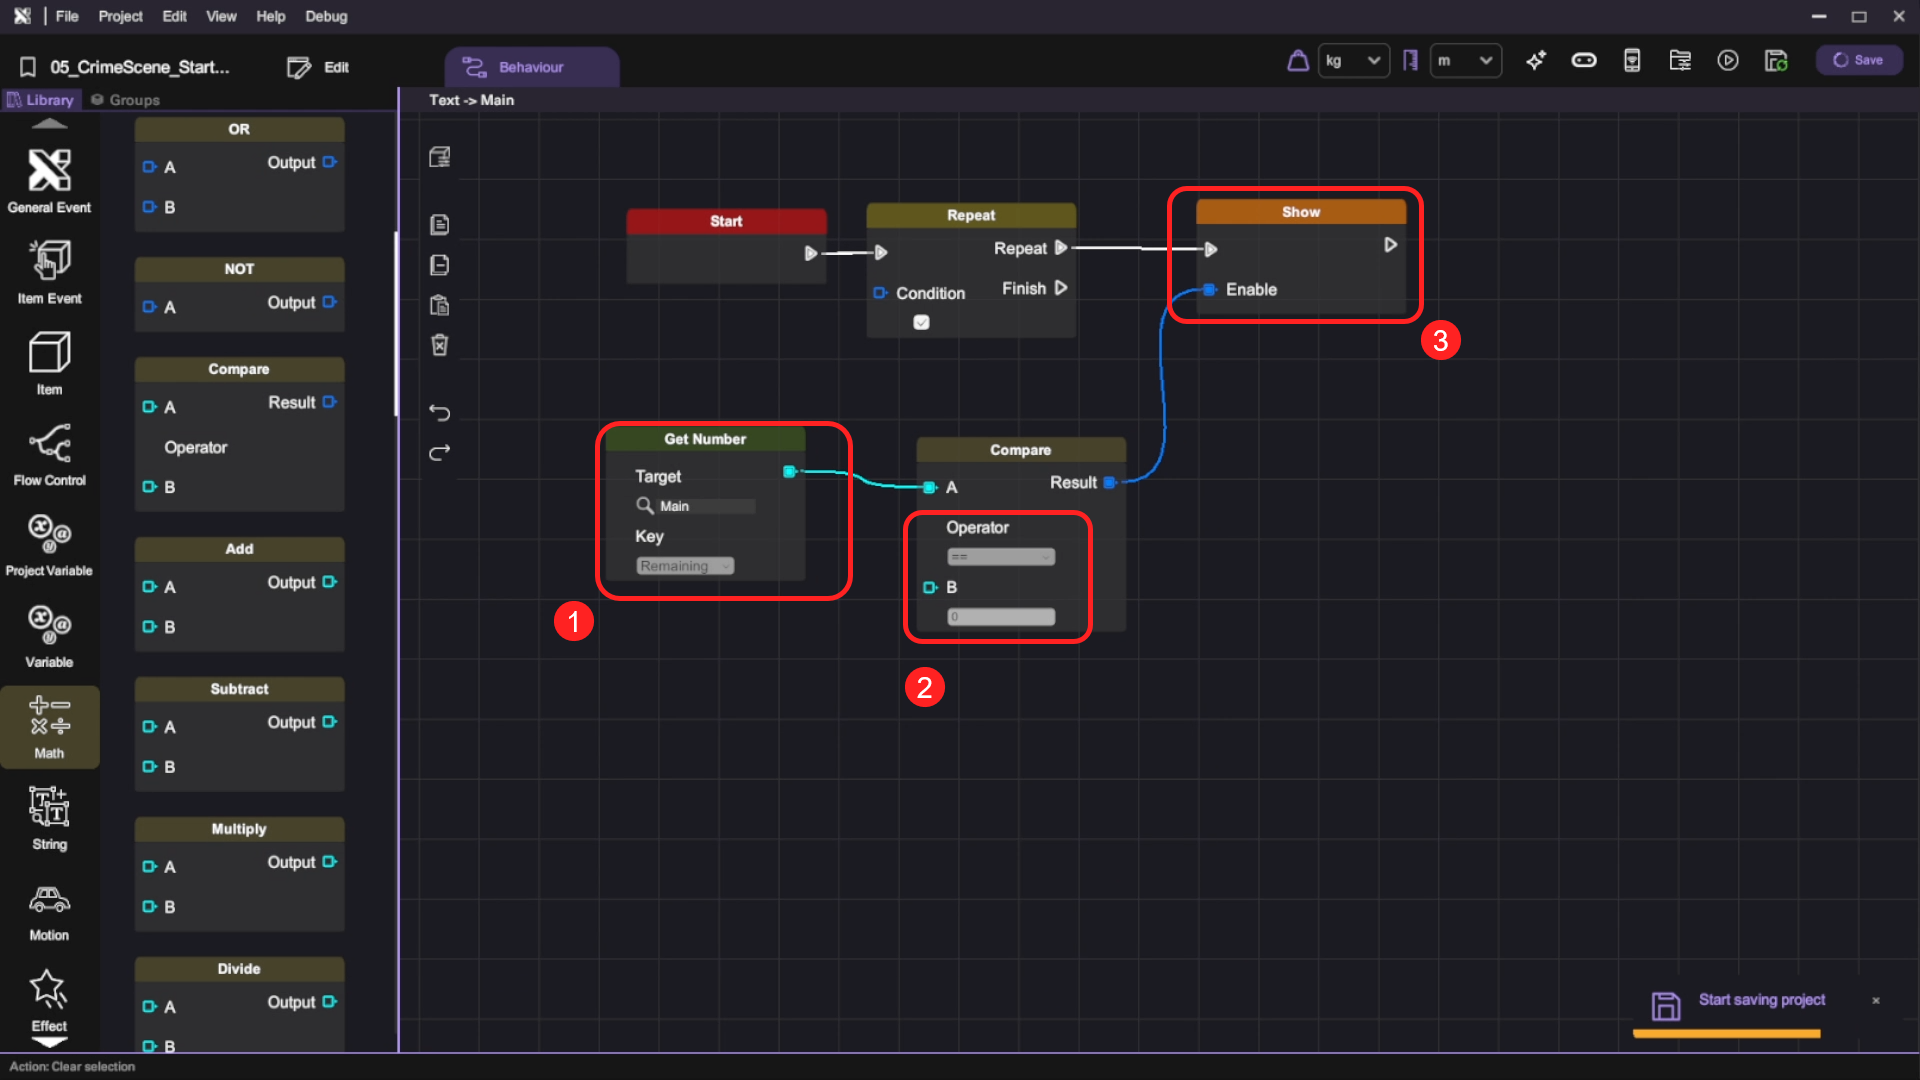 File Project Edit View Help Debug
05_CrimeScene_Start... Edit Behaviour kg m Save
Library Groups
Text -> Main
General Event
Item Event
Item
Flow Control
Project Variable
Variable
Math
String
Motion
Effect
OR
A Output
B
NOT
A Output
Compare
A Result
Operator
B
Add
A Output
B
Subtract
A Output
B
Multiply
A Output
B
Divide
A Output
B
Start
Repeat
Repeat
Condition Finish
Show
Enable
3
Get Number
Target
Main
Key
Remaining
1
Compare
A Result
Operator
==
B
0
2
Start saving project
Action: Clear selection